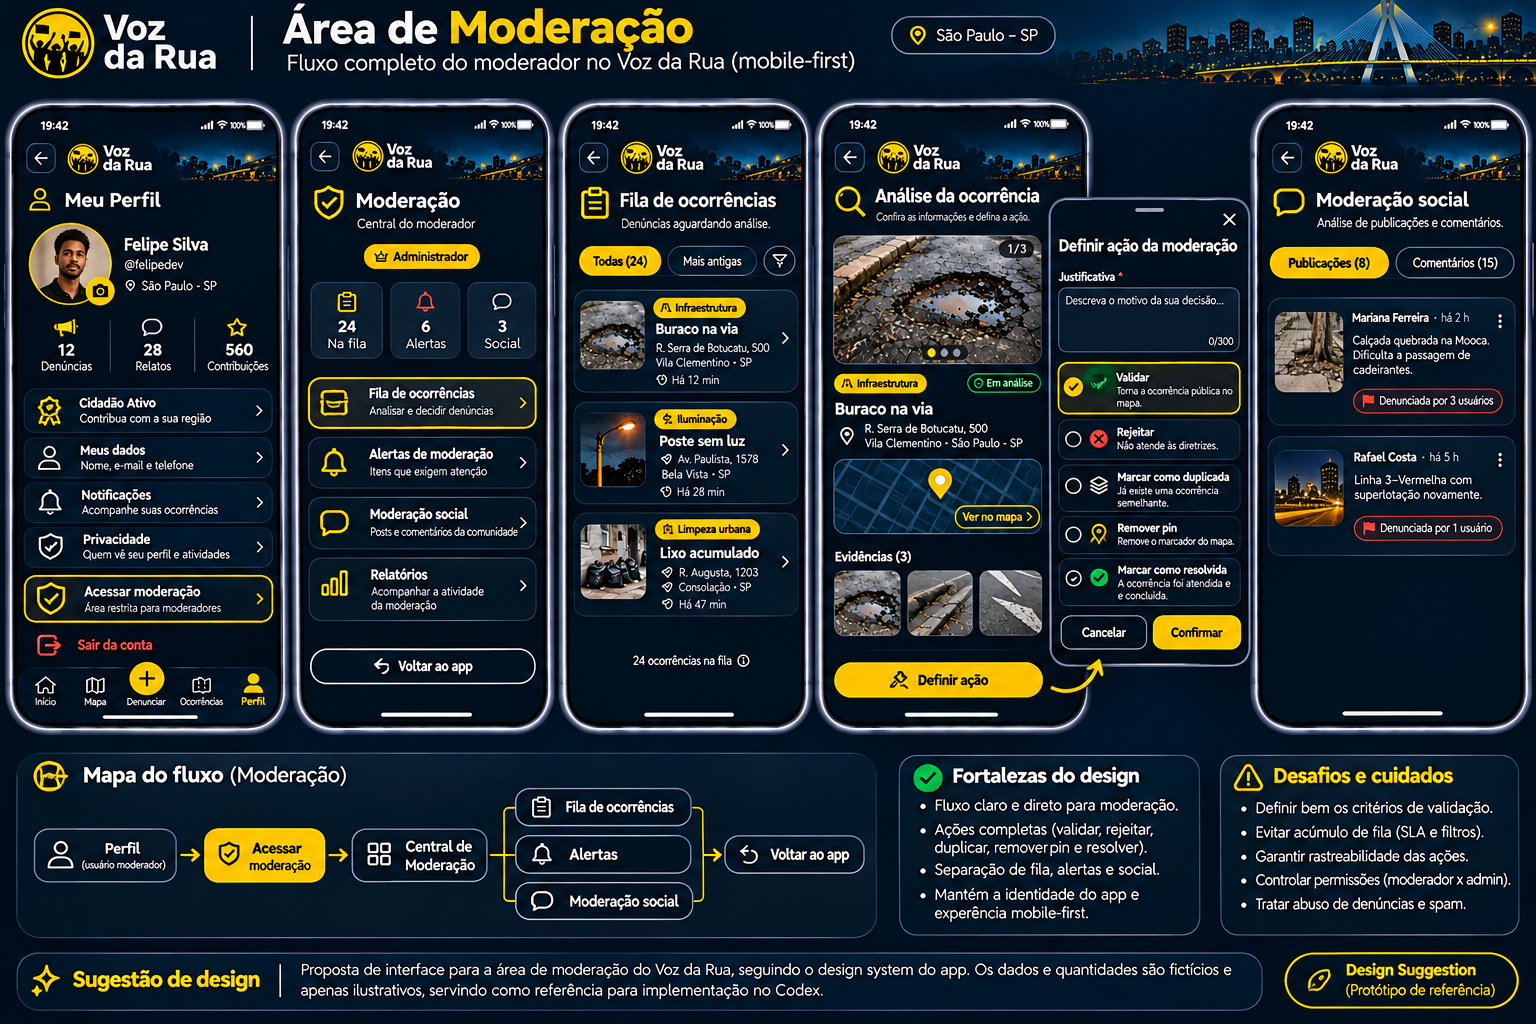 Voz
da Rua
Área de Moderação
Fluxo completo do moderador no Voz da Rua (mobile-first)
São Paulo – SP
19:42
100%
Voz
da Rua
Meu Perfil
Felipe Silva
@felipedev
São Paulo - SP
12
Denúncias
28
Relatos
560
Contribuições
Cidadão Ativo
Contribua com a sua região
Meus dados
Nome, e-mail e telefone
Notificações
Acompanhe suas ocorrências
Privacidade
Quem vê seu perfil e atividades
Acessar moderação
Área restrita para moderadores
Sair da conta
Início
Mapa
Denunciar
Ocorrências
Perfil
19:42
100%
Voz
da Rua
Moderação
Central do moderador
Administrador
24
Na fila
6
Alertas
3
Social
Fila de ocorrências
Analisar e decidir denúncias
Alertas de moderação
Itens que exigem atenção
Moderação social
Posts e comentários da comunidade
Relatórios
Acompanhar a atividade
da moderação
Voltar ao app
19:42
100%
Voz
da Rua
Fila de ocorrências
Denúncias aguardando análise.
Todas (24)
Mais antigas
Infraestrutura
Buraco na via
R. Serra de Botucatu, 500
Vila Clementino • SP
Há 12 min
Iluminação
Poste sem luz
Av. Paulista, 1578
Bela Vista • SP
Há 28 min
Limpeza urbana
Lixo acumulado
R. Augusta, 1203
Consolação • SP
Há 47 min
24 ocorrências na fila
19:42
100%
Voz
da Rua
Análise da ocorrência
Confira as informações e defina a ação.
1/3
Infraestrutura
Em análise
Buraco na via
R. Serra de Botucatu, 500
Vila Clementino - São Paulo - SP
Ver no mapa
Evidências (3)
Definir ação
Definir ação da moderação
Justificativa *
Descreva o motivo da sua decisão...
0/300
Validar
Torna a ocorrência pública no
mapa.
Rejeitar
Não atende às diretrizes.
Marcar como duplicada
Já existe uma ocorrência
semelhante.
Remover pin
Remove o marcador do mapa.
Marcar como resolvida
A ocorrência foi atendida e
e concluída.
Cancelar
Confirmar
19:42
100%
Voz
da Rua
Moderação social
Análise de publicações e comentários.
Publicações (8)
Comentários (15)
Mariana Ferreira • há 2 h
Calçada quebrada na Mooca.
Dificulta a passagem de
cadeirantes.
Denunciada por 3 usuários
Rafael Costa • há 5 h
Linha 3–Vermelha com
superlotação novamente.
Denunciada por 1 usuário
Mapa do fluxo (Moderação)
Perfil
(usuário moderador)
Acessar
moderação
Central de
Moderação
Fila de ocorrências
Alertas
Moderação social
Voltar ao app
Fortalezas do design
• Fluxo claro e direto para moderação.
• Ações completas (validar, rejeitar,
duplicar, remover pin e resolver).
• Separação de fila, alertas e social.
• Mantém a identidade do app e
experência mobile-first.
Desafios e cuidados
• Definir bem os critérios de validação.
• Evitar acúmulo de fila (SLA e filtros).
• Garantir rastreabilidade das ações.
• Controlar permissões (moderador x admin).
• Tratar abuso de denúncias e spam.
Sugestão de design
Proposta de interface para a área de moderação do Voz da Rua, seguindo o design system do app. Os dados e quantidades são fictícios e
apenas ilustrativos, servindo como referência para implementação no Codex.
Design Suggestion
(Protótipo de referência)